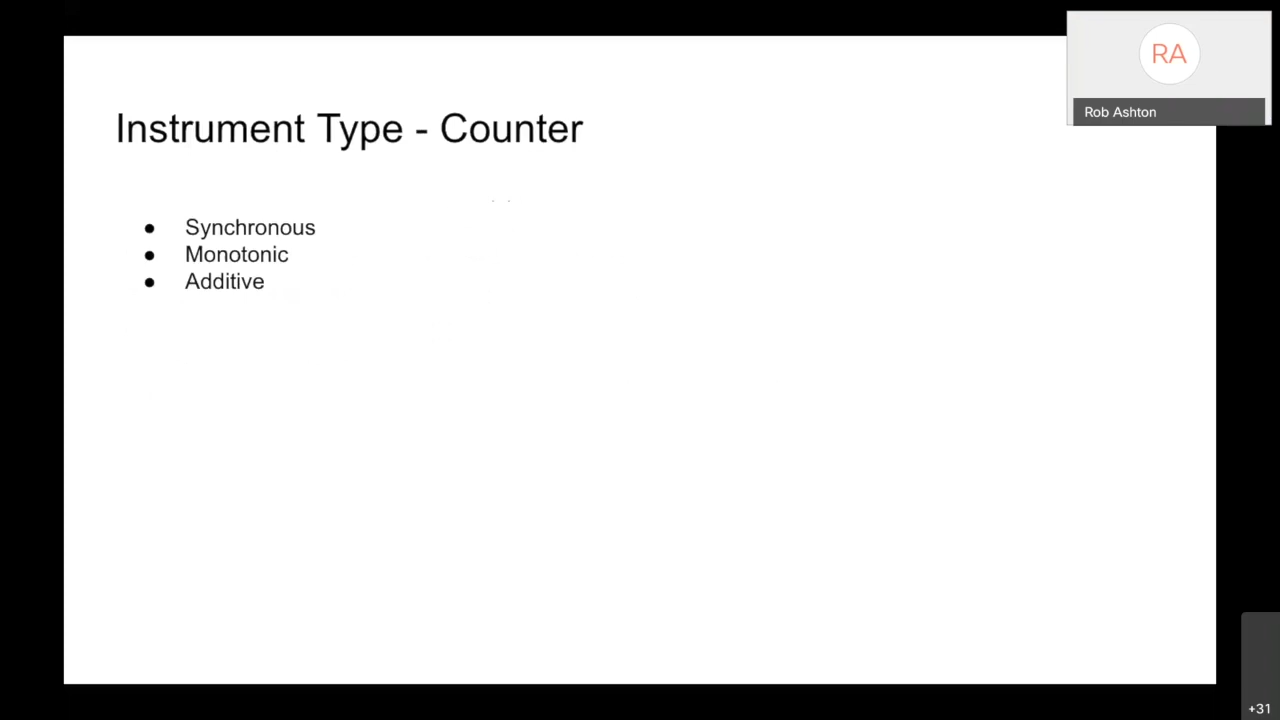 RA
Rob Ashton
Instrument Type - Counter
● Synchronous
● Monotonic
● Additive
+31